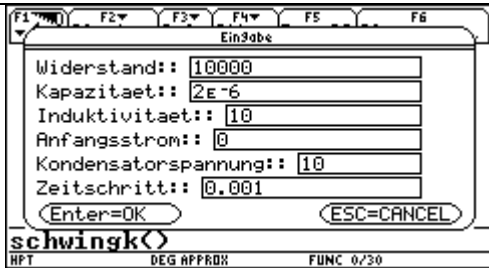 F1 F2 F3 F4 F5 F6
Eingabe
Widerstand:: 10000
Kapazitaet:: 2ᴇ⁻6
Induktivitaet:: 10
Anfangsstrom:: 0
Kondensatorspannung:: 10
Zeitschritt:: 0.001
Enter=OK ESC=CANCEL
schwingk()
HPT DEG APPROX FUNC 0/30